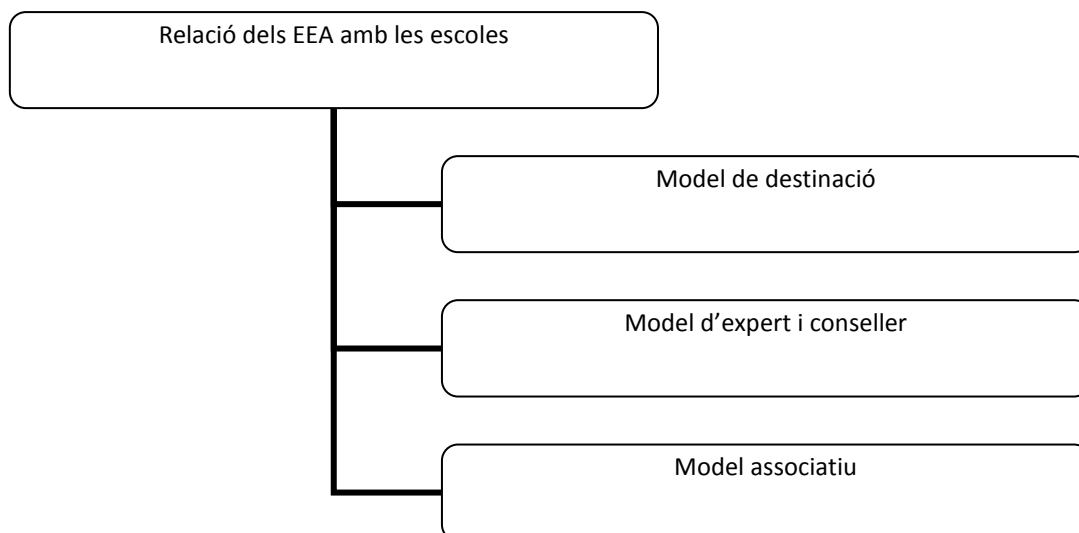 Relació dels EEA amb les escoles
Model de destinació
Model d’expert i conseller
Model associatiu